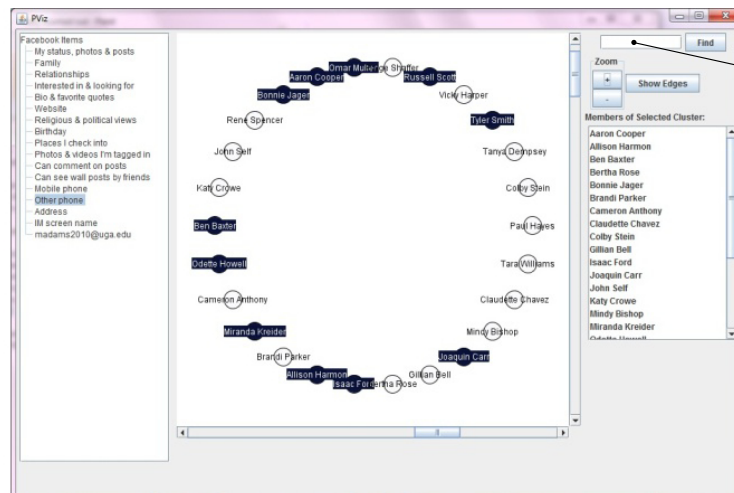 PViz
Facebook Items
My status, photos & posts
Family
Relationships
Interested in & looking for
Bio & favorite quotes
Website
Religious & political views
Birthday
Places I check into
Photos & videos I'm tagged in
Can comment on posts
Can see wall posts by friends
Mobile phone
Other phone
Address
IM screen name
madams2010@uga.edu
Omar Mul
Shaffer
Aaron Cooper
Russell Scott
Bonnie Jager
Vicky Harper
Rene Spencer
Tyler Smith
John Self
Tanya Dempsey
Katy Crowe
Colby Stein
Ben Baxter
Paul Hayes
Odette Howell
Tara Williams
Cameron Anthony
Claudette Chavez
Miranda Kreider
Mindy Bishop
Brandi Parker
Joaquin Carr
Allison Harmon
Gillian Bell
Isaac For
ertha Rose
Find
Zoom
+
-
Show Edges
Members of Selected Cluster:
Aaron Cooper
Allison Harmon
Ben Baxter
Bertha Rose
Bonnie Jager
Brandi Parker
Cameron Anthony
Claudette Chavez
Colby Stein
Gillian Bell
Isaac Ford
Joaquin Carr
John Self
Katy Crowe
Mindy Bishop
Miranda Kreider
Odette Howell